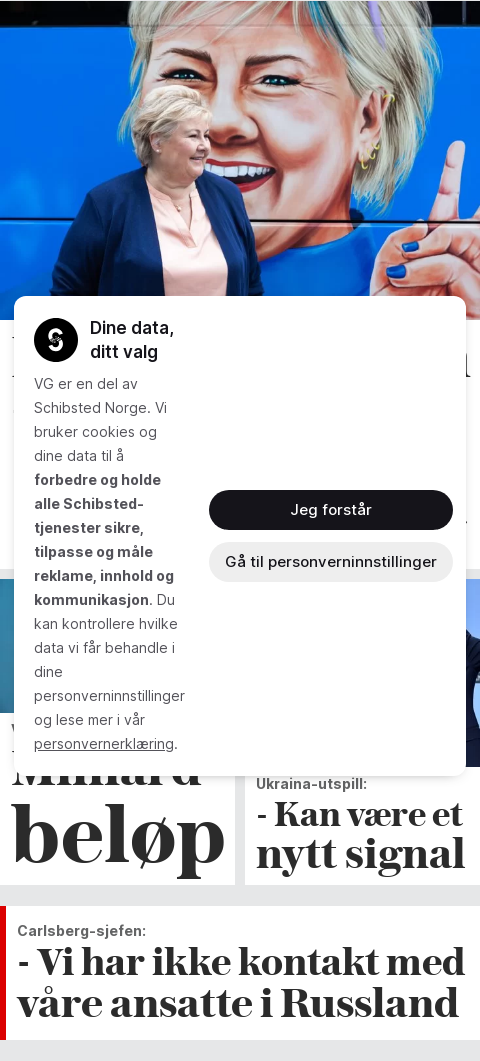 Dine data,
ditt valg
VG er en del av
Schibsted Norge. Vi
bruker cookies og
dine data til å
forbedre og holde
alle Schibsted-
tjenester sikre,
tilpasse og måle
reklame, innhold og
kommunikasjon. Du
kan kontrollere hvilke
data vi får behandle i
dine
personverninnstillinger
og lese mer i vår
personvernerklæring.
Jeg forstår
Gå til personverninnstillinger
beløp
Ukraina-utspill:
- Kan være et
nytt signal
Carlsberg-sjefen:
- Vi har ikke kontakt med
våre ansatte i Russland